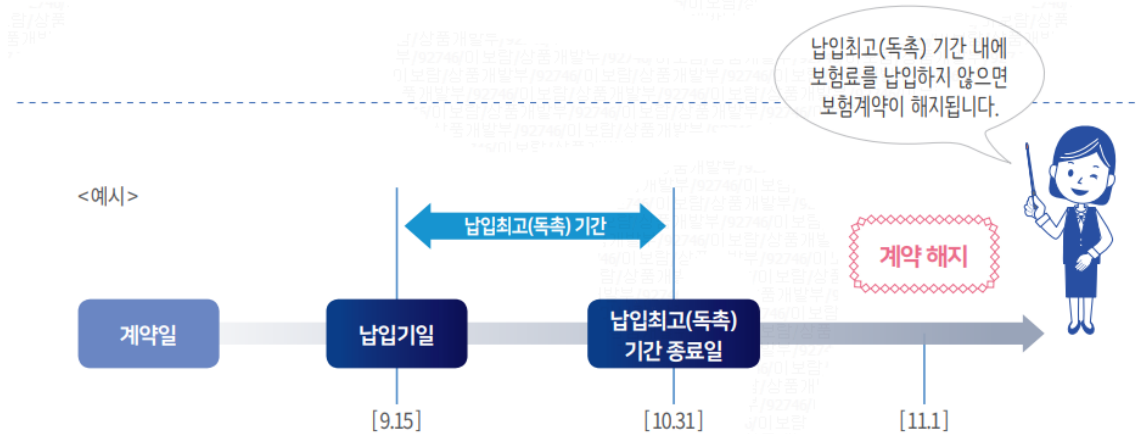 납입최고(독촉) 기간 내에
보험료를 납입하지 않으면
보험계약이 해지됩니다.
<예시>
납입최고(독촉) 기간
계약 해지
계약일
납입기일
납입최고(독촉)
기간 종료일
[9.15]
[10.31]
[11.1]